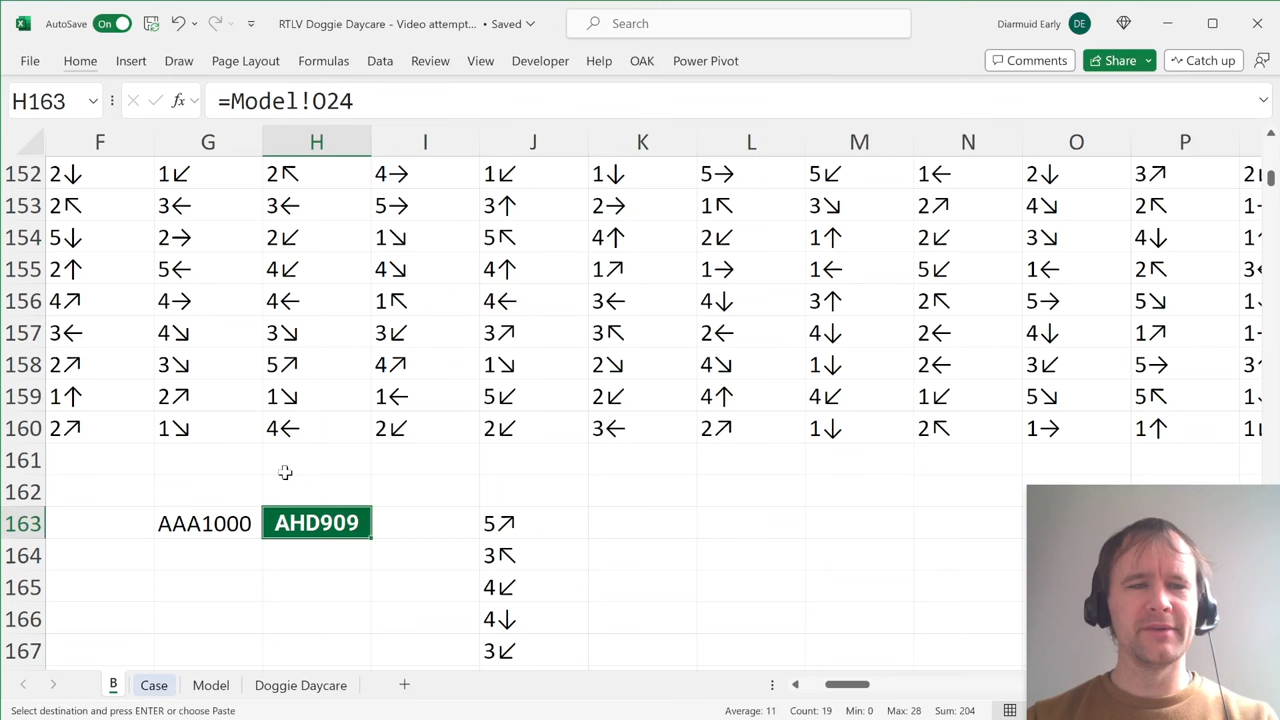 AutoSave On RTLV Doggie Daycare - Video attempt... • Saved Search Diarmuid Early DE
File Home Insert Draw Page Layout Formulas Data Review View Developer Help OAK Power Pivot Comments Share Catch up
H163 fx =Model!O24
F G H I J K L M N O P
152 2↓ 1↙ 2↖ 4→ 1↙ 1↓ 5→ 5↙ 1← 2↓ 3↗
153 2↖ 3← 3← 5→ 3↑ 2→ 1↖ 3↘ 2↗ 4↘ 2↖ 1
154 5↓ 2→ 2↙ 1↘ 5↖ 4↑ 2↙ 1↑ 2↙ 3↘ 4↓ 1
155 2↑ 5← 4↙ 4↘ 4↑ 1↗ 1→ 1← 5↙ 1← 2↖ 3
156 4↗ 4→ 4← 1↖ 4← 3← 4↓ 3↑ 2↖ 5→ 5↘ 1
157 3← 4↘ 3↘ 3↙ 3↗ 3↖ 2← 4↓ 2← 4↓ 1↗ 1
158 2↗ 3↘ 5↗ 4↗ 1↘ 2↘ 4↘ 1↓ 2← 3↙ 5→ 3
159 1↑ 2↗ 1↘ 1← 5↙ 2↙ 4↑ 4↙ 1↙ 5↘ 5↖ 1
160 2↗ 1↘ 4← 2↙ 2↙ 3← 2↗ 1↓ 2↖ 1→ 1↑ 1
161
162
163 AAA1000 AHD909 5↗
164 3↖
165 4↙
166 4↓
167 3↙
B Case Model Doggie Daycare
Select destination and press ENTER or choose Paste Average: 11 Count: 19 Min: 0 Max: 28 Sum: 204